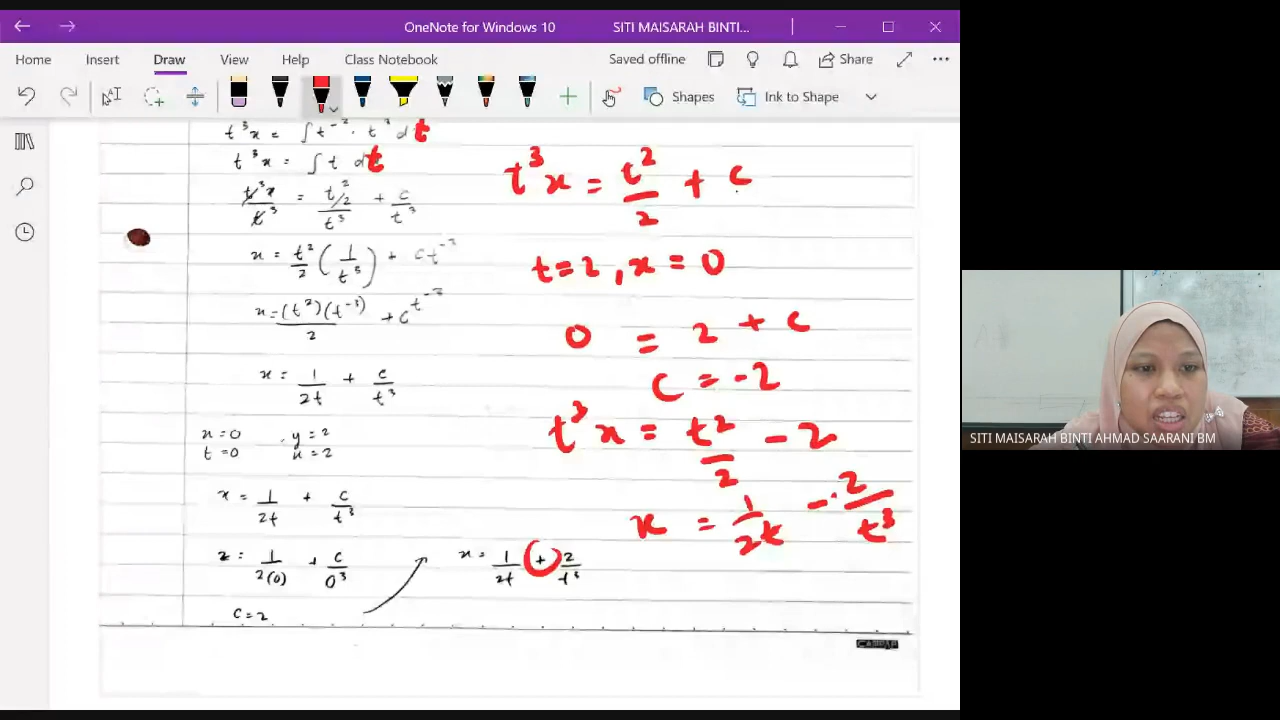 OneNote for Windows 10
SITI MAISARAH BINTI...
Home Insert Draw View Help Class Notebook
Saved offline Share
Shapes Ink to Shape
t³x = ∫ t⁻² · t³ dt
t³x = ∫ t dt
t³x/t³ = (t²/2)/t³ + c/t³
x = t²/2 (1/t³) + ct⁻³
x = (t²)(t⁻³)/2 + c t⁻³
x = 1/2t + c/t³
x=0 y=2
t=0 x=2
x = 1/2t + c/t³
2 = 1/2(0) + c/0³
c=2
x = 1/2t + 2/t³
t³x = t²/2 + c
t=2, x=0
0 = 2 + c
c = -2
t³x = t²/2 - 2
x = 1/2t - 2/t³
SITI MAISARAH BINTI AHMAD SAARANI BM